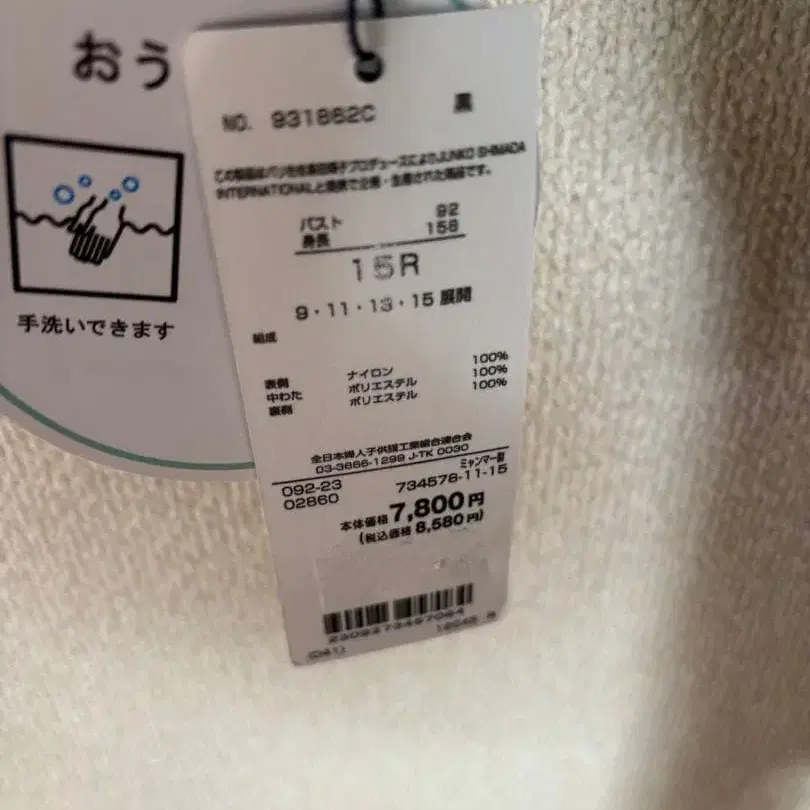 おう
手洗いできます
NO. 931862C 黒
この製品はパリ在住島田順子プロデュースによりJUNKO SHIMADA
INTERNATIONALと提携で企画・生産された商品です。
バスト 92
身長 158
15R
9・11・13・15 展開
組成
表側 ナイロン 100%
中わた ポリエステル 100%
裏側 ポリエステル 100%
全日本婦人子供服工業組合連合会
03-3666-1299 J-TK 0030
ミャンマー製
092-23 734578-11-15
02860
本体価格 7,800円
(税込価格 8,580円)
(D41)